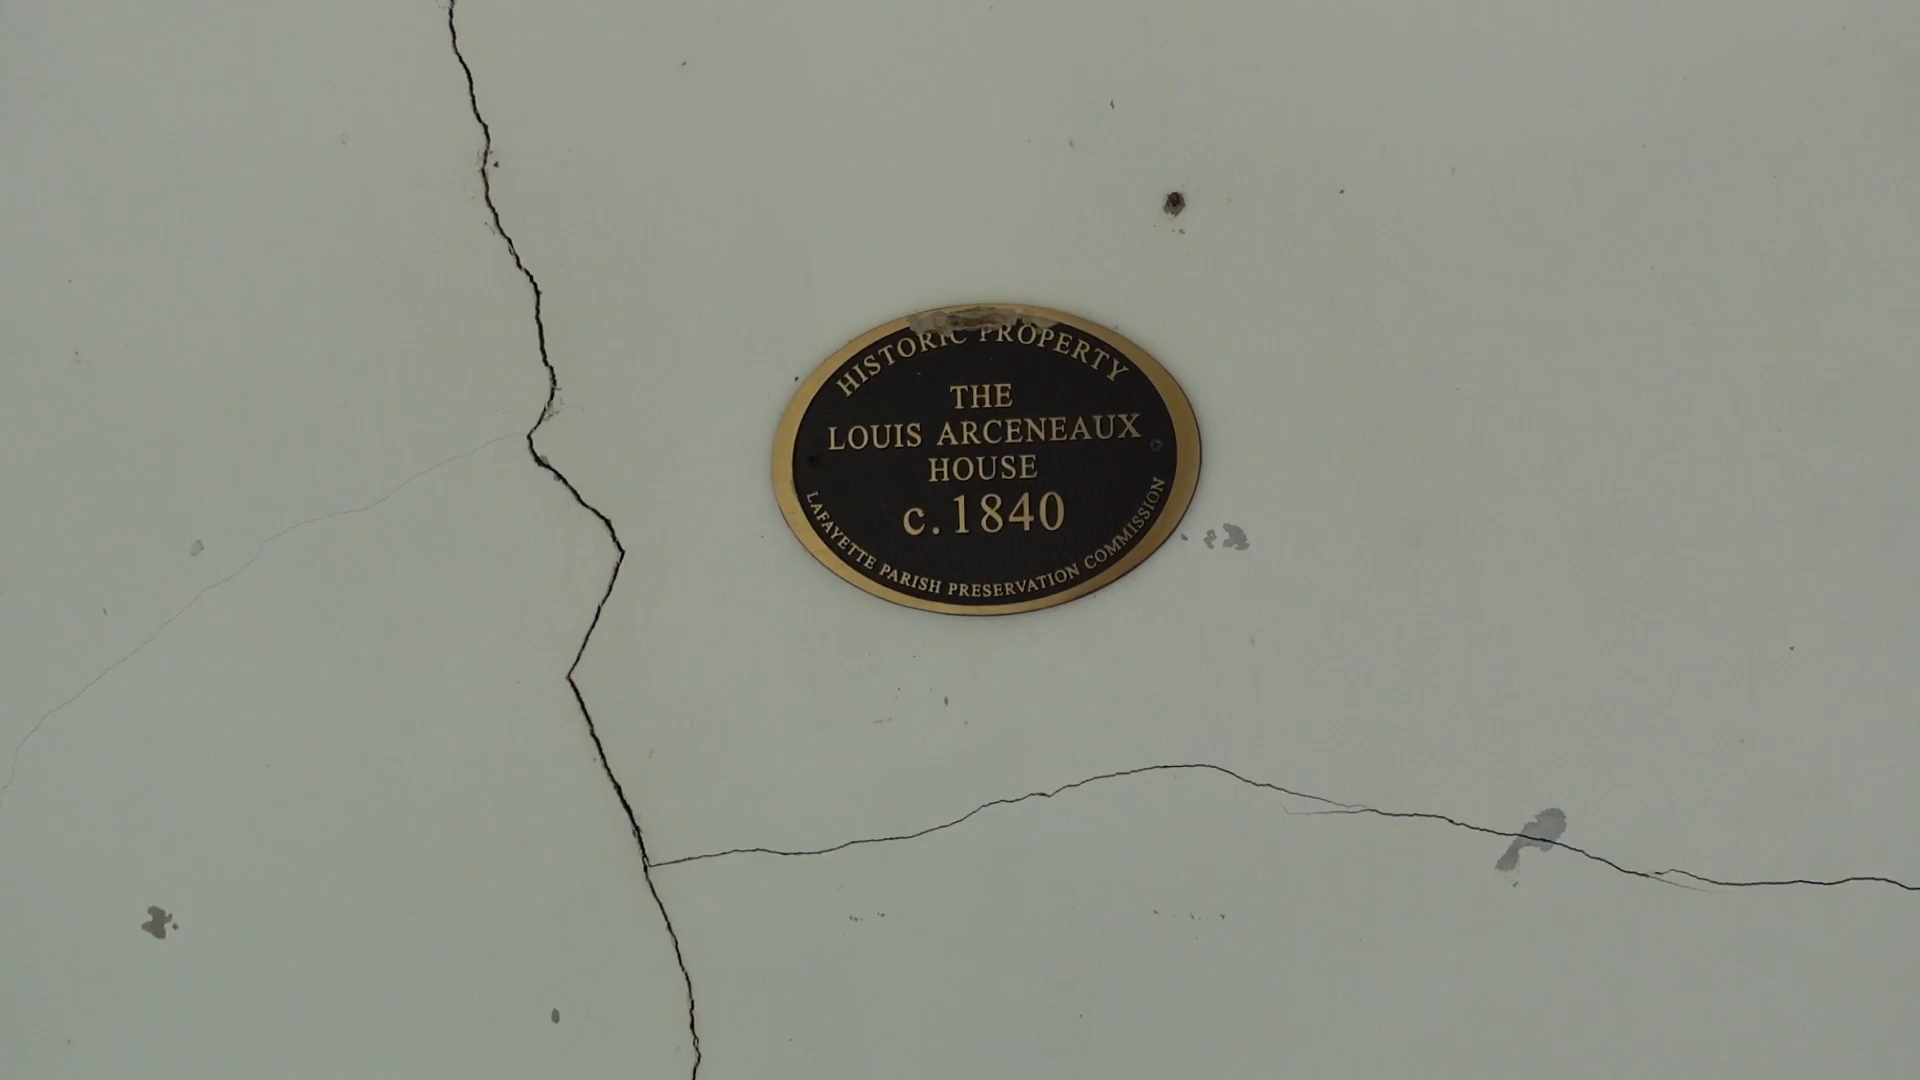 HISTORIC PROPERTY
THE
LOUIS ARCENEAUX
HOUSE
c. 1840
LAFAYETTE PARISH PRESERVATION COMMISSION